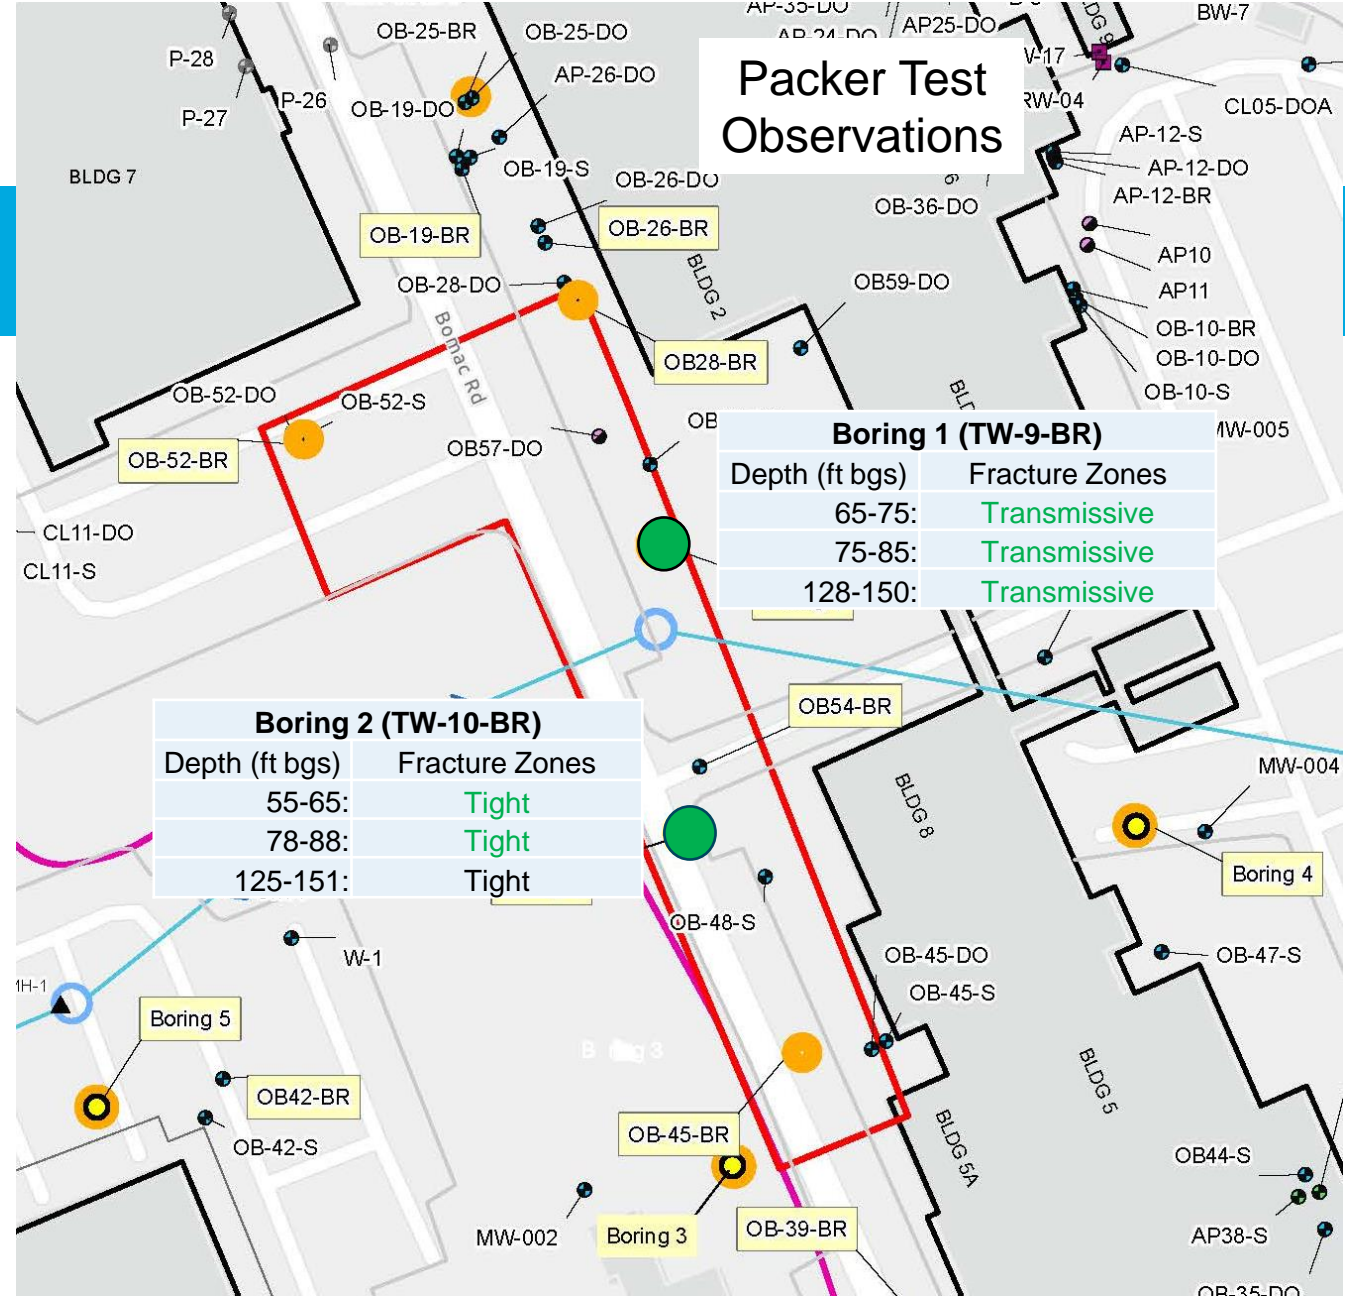 AP-35-DO
BW-7
OB-25-BR
OB-25-DO
AP25-DO
P-28
AP-26-DO
Packer Test
Observations
P-26
OB-19-DO
RW-04
CL05-DOA
P-27
AP-12-S
BLDG 7
OB-19-S
AP-12-DO
OB-26-DO
AP-12-BR
OB-36-DO
OB-19-BR
OB-26-BR
AP10
BLDG 2
OB-28-DO
OB59-DO
AP11
Bomac Rd
OB-10-BR
OB28-BR
OB-10-DO
OB-52-DO
OB-52-S
OB-10-S
OB57-DO
MW-005
OB-52-BR
Boring 1 (TW-9-BR)
Depth (ft bgs) Fracture Zones
65-75: Transmissive
75-85: Transmissive
128-150: Transmissive
CL11-DO
CL11-S
OB54-BR
Boring 2 (TW-10-BR)
Depth (ft bgs) Fracture Zones
55-65: Tight
78-88: Tight
125-151: Tight
MW-004
BLDG 8
Boring 4
OB-48-S
W-1
OB-45-DO
OB-47-S
OB-45-S
MH-1
Boring 5
BLDG 5
OB42-BR
OB-45-BR
OB-42-S
BLDG 5A
OB44-S
MW-002
Boring 3
OB-39-BR
AP38-S
OB-35-DO